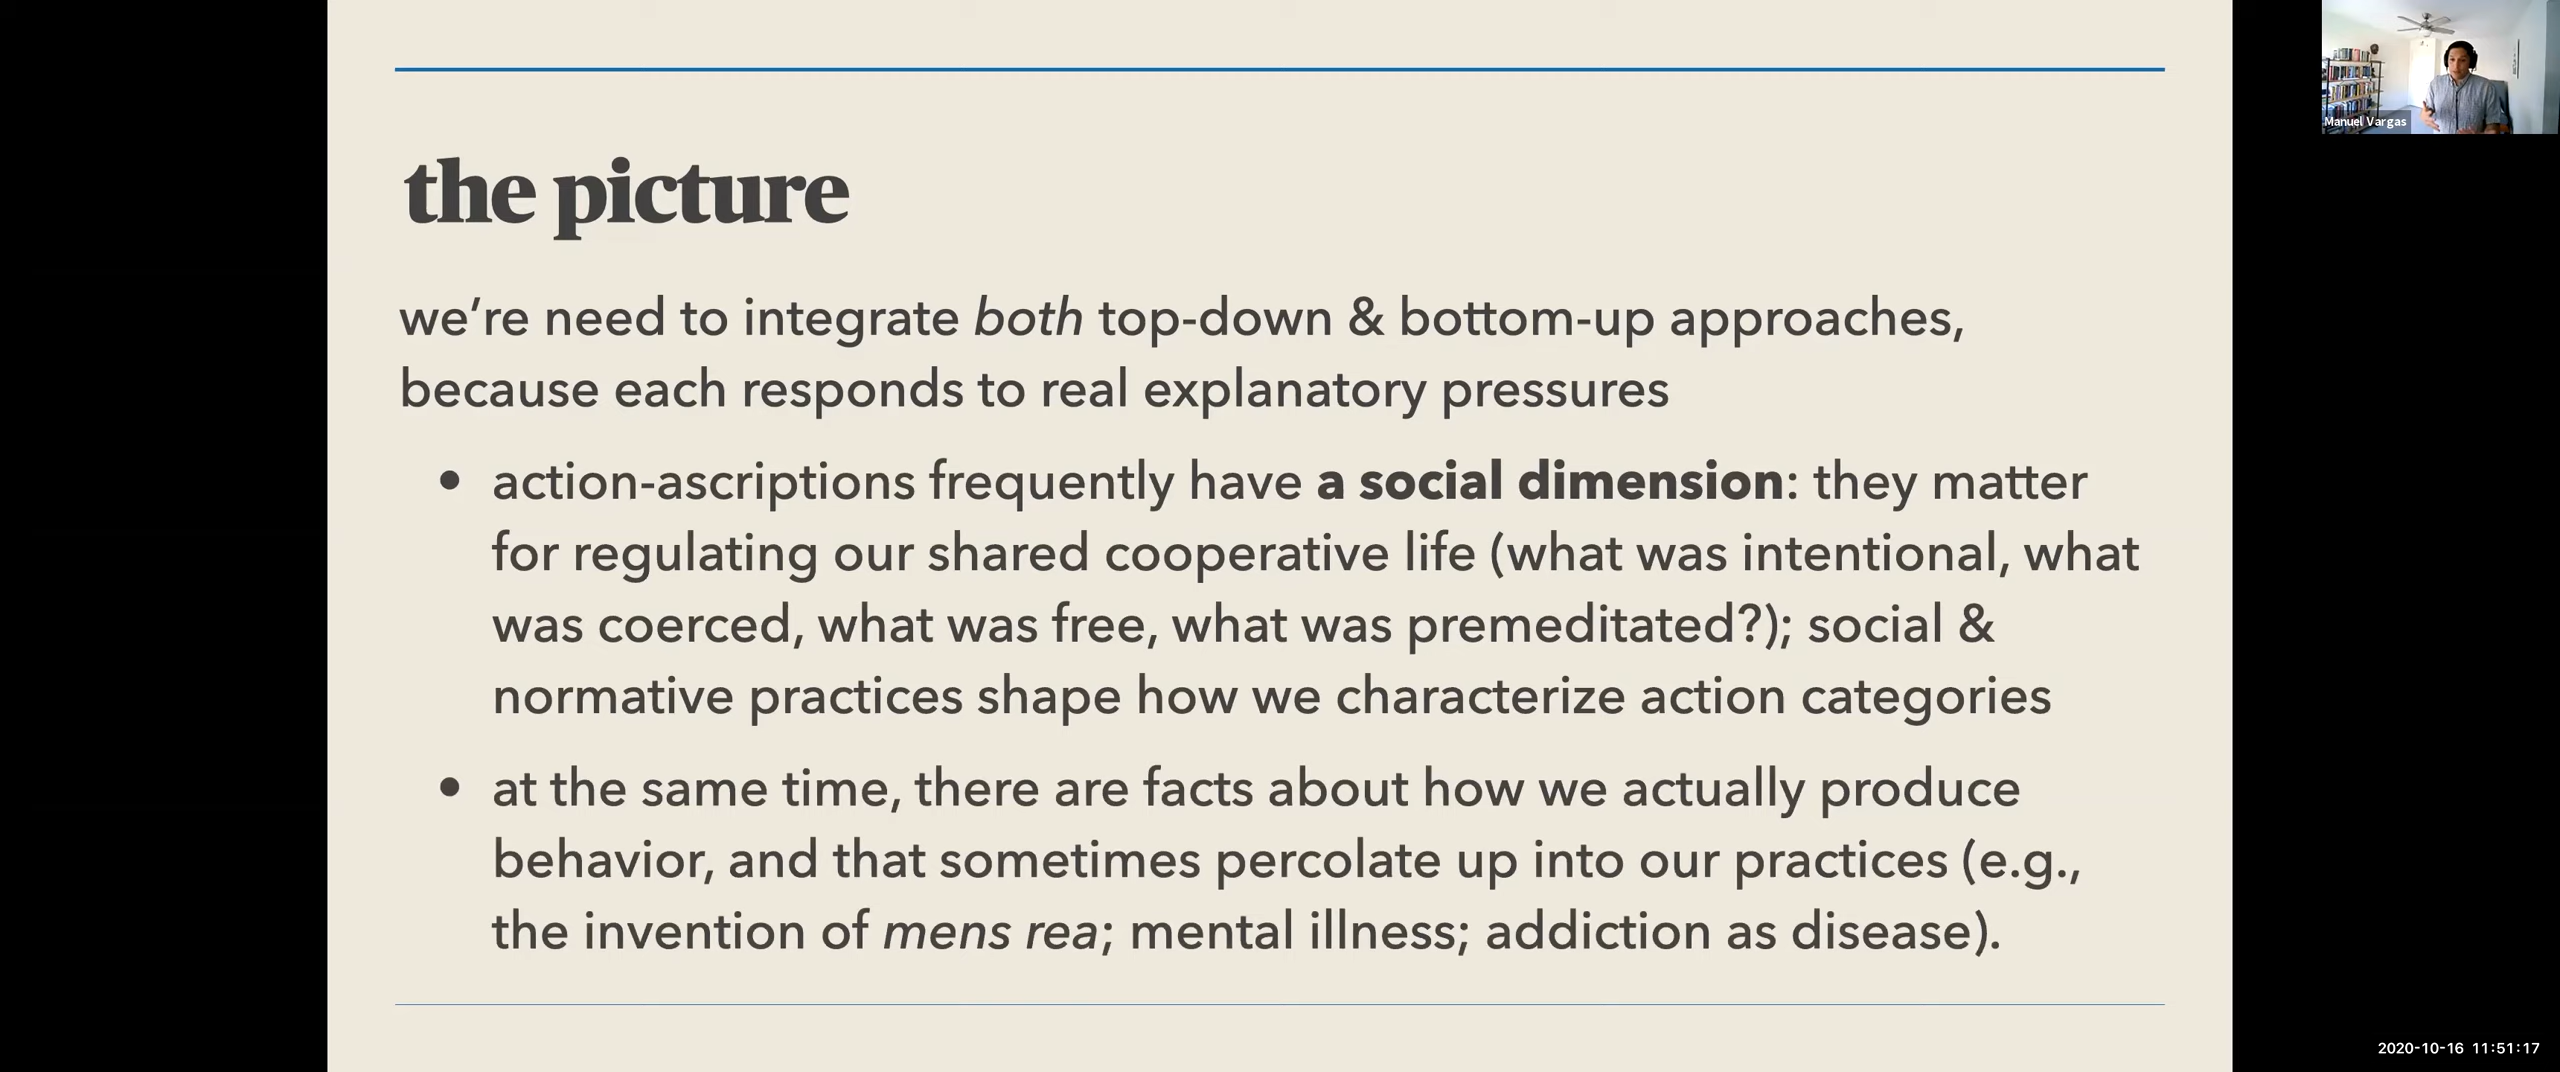 Manuel Vargas
the picture
we're need to integrate both top-down & bottom-up approaches,
because each responds to real explanatory pressures
• action-ascriptions frequently have a social dimension: they matter
for regulating our shared cooperative life (what was intentional, what
was coerced, what was free, what was premeditated?); social &
normative practices shape how we characterize action categories
• at the same time, there are facts about how we actually produce
behavior, and that sometimes percolate up into our practices (e.g.,
the invention of mens rea; mental illness; addiction as disease).
2020-10-16 11:51:17